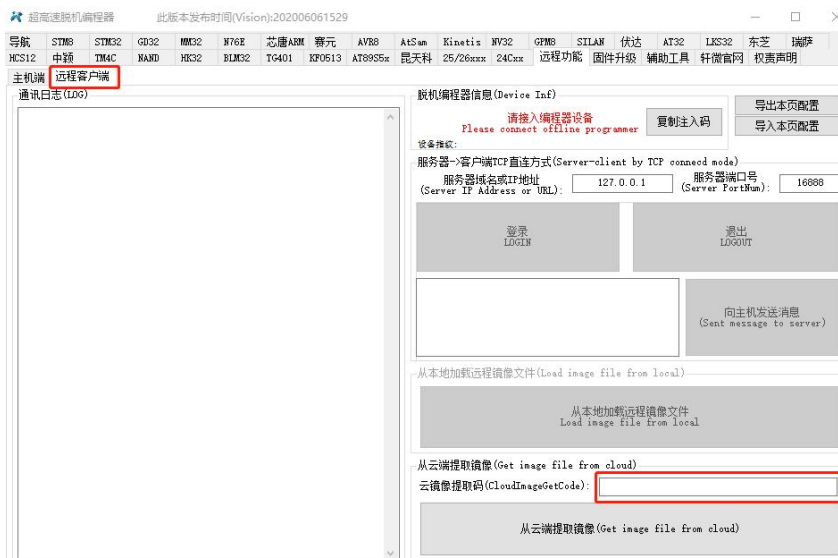 超高速脱机编程器 此版本发布时间(Vision):202006061529
导航 STM8 STM32 GD32 MM32 N76E 芯唐ARM 赛元 AVR8 AtSam Kinetis NV32 GPM8 SILAN 优达 AT32 LKS32 东芝 瑞萨
HCS12 中颖 TM4C NAND HK32 BLM32 TG401 KF0513 AT89S5x 昆天科 25/26xxx 24Cxx 远程功能 固件升级 辅助工具 轩微官网 权责声明
主机端 远程客户端
通讯日志(LOG)
脱机编程器信息(Device Inf)
请接入编程器设备
Please connect offline programmer
复制注入码
导出本页配置
导入本页配置
设备指纹:
服务器->客户端TCP直连方式(Server-client by TCP connecd mode)
服务器域名或IP地址
(Server IP Address or URL):
127.0.0.1
服务器端口号
(Server PortNum):
16888
登录
LOGIN
退出
LOGOUT
向主机发送消息
(Sent message to server)
从本地加载远程镜像文件(Load image file from local)
从本地加载远程镜像文件
Load image file from local
从云端提取镜像(Get image file from cloud)
云镜像提取码(CloudImageGetCode):
从云端提取镜像(Get image file from cloud)